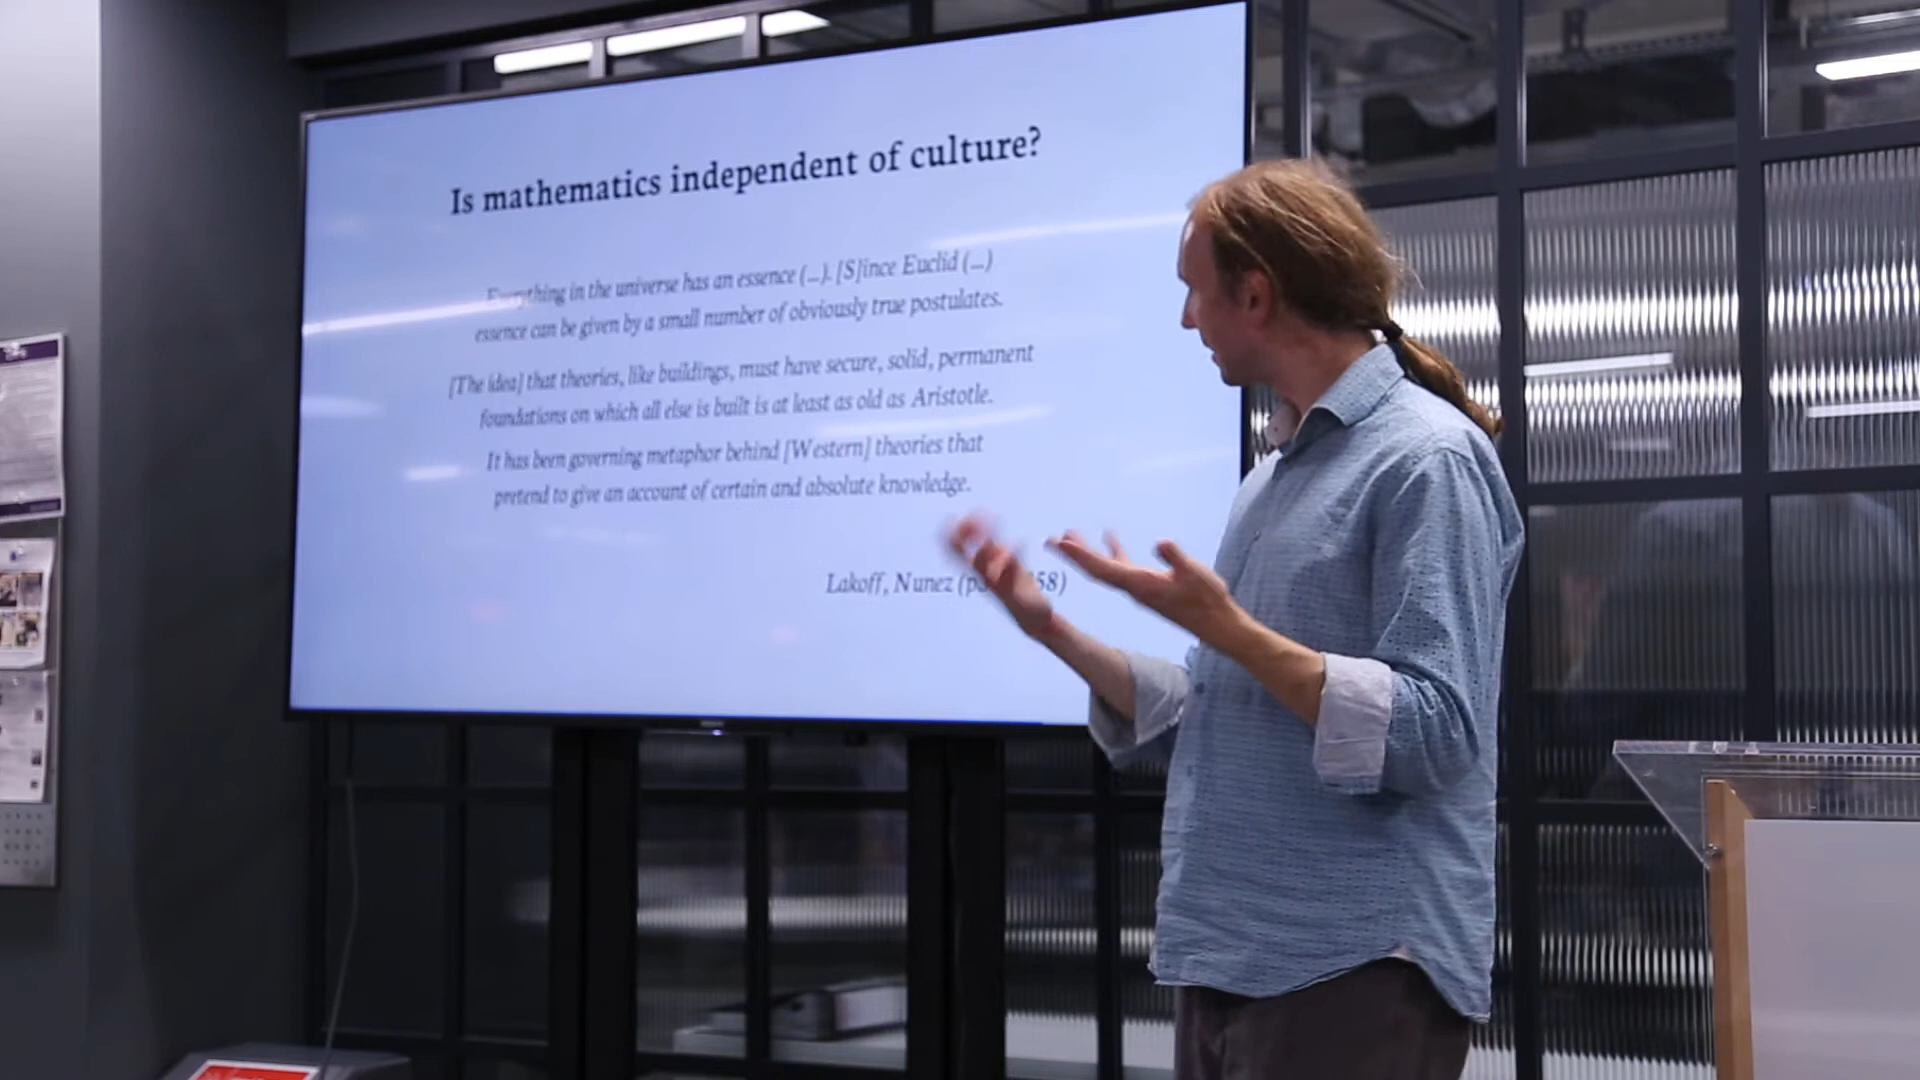 Is mathematics independent of culture?
Everything in the universe has an essence (...). [S]ince Euclid (...)
essence can be given by a small number of obviously true postulates.
[The idea] that theories, like buildings, must have secure, solid, permanent
foundations on which all else is built is at least as old as Aristotle.
It has been governing metaphor behind [Western] theories that
pretend to give an account of certain and absolute knowledge.
Lakoff, Nunez (p 58)